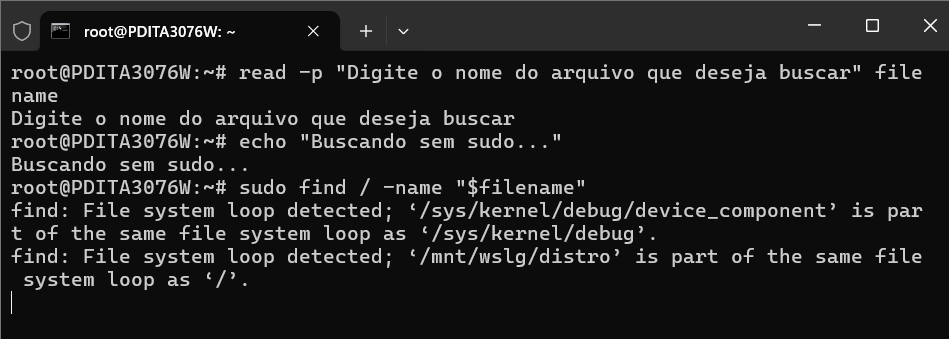 root@PDITA3076W: ~
root@PDITA3076W:~# read -p "Digite o nome do arquivo que deseja buscar" file
name
Digite o nome do arquivo que deseja buscar
root@PDITA3076W:~# echo "Buscando sem sudo..."
Buscando sem sudo...
root@PDITA3076W:~# sudo find / -name "$filename"
find: File system loop detected; ‘/sys/kernel/debug/device_component’ is par
t of the same file system loop as ‘/sys/kernel/debug’.
find: File system loop detected; ‘/mnt/wslg/distro’ is part of the same file
 system loop as ‘/’.